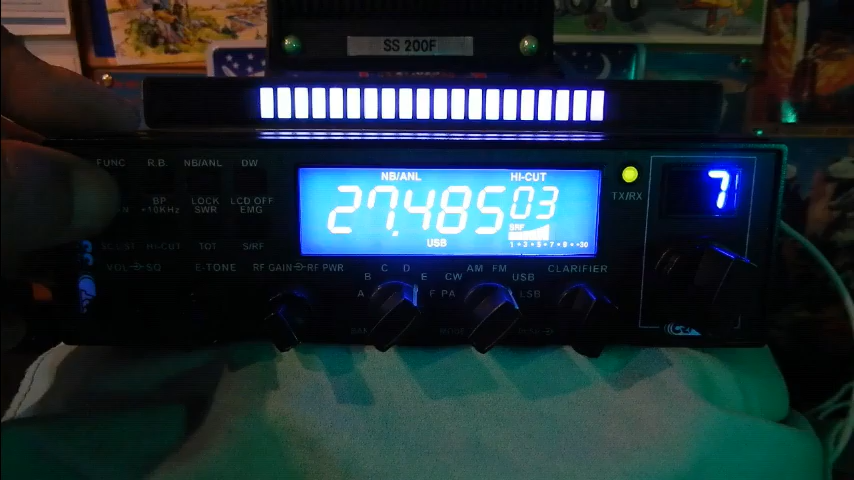 SS 200F
FUNC R.B. NB/ANL DW
NB/ANL HI-CUT
27.48503
USB
SRF
1 • 3 • 5 • 7 • 9 • •30
TX/RX
7
BP LOCK LCD OFF
+10KHz SWR EMG
HI-CUT TOT S/RF
VOL SQ E-TONE RF GAIN RF PWR
B C D E CW AM FM USB CLARIFIER
A F PA LSB